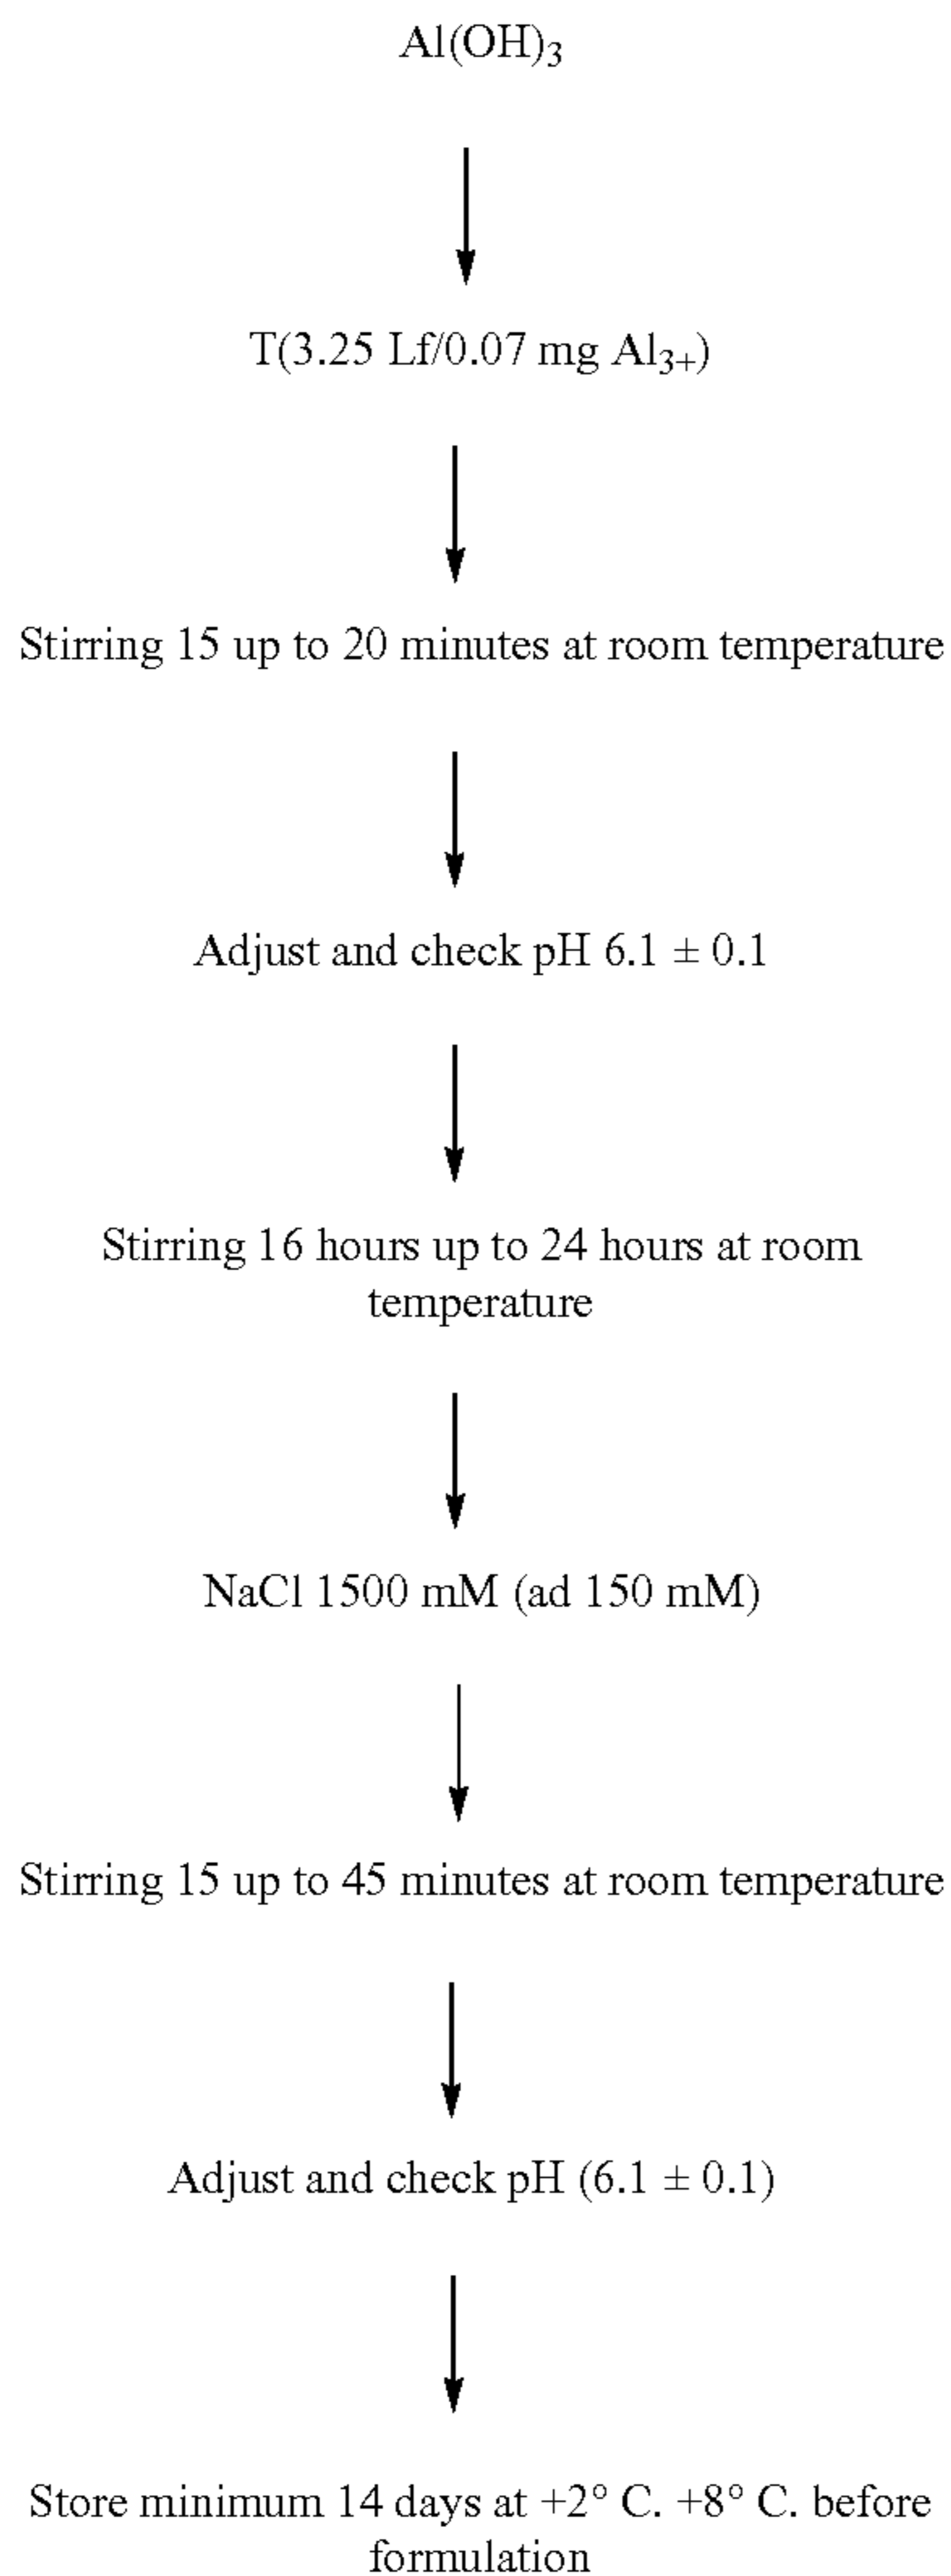 Al(OH)₃
T(3.25 Lf/0.07 mg Al₃₊)
Stirring 15 up to 20 minutes at room temperature
Adjust and check pH 6.1 ± 0.1
Stirring 16 hours up to 24 hours at room
temperature
NaCl 1500 mM (ad 150 mM)
Stirring 15 up to 45 minutes at room temperature
Adjust and check pH (6.1 ± 0.1)
Store minimum 14 days at +2° C. +8° C. before
formulation